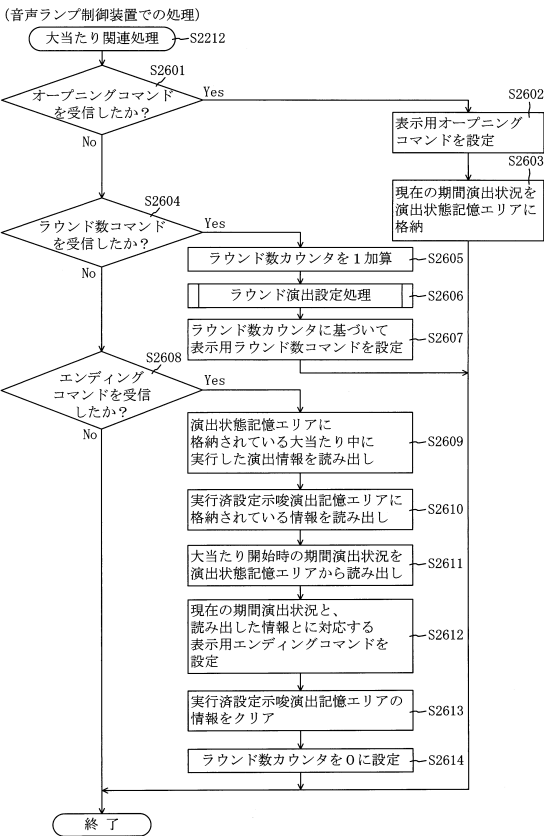 (音声ランプ制御装置での処理)
大当たり関連処理
S2212
S2601
オープニングコマンド
を受信したか？
Yes
No
S2602
表示用オープニング
コマンドを設定
S2603
現在の期間演出状況を
演出状態記憶エリアに
格納
S2604
ラウンド数コマンド
を受信したか？
Yes
No
ラウンド数カウンタを１加算
S2605
ラウンド演出設定処理
S2606
ラウンド数カウンタに基づいて
表示用ラウンド数コマンドを設定
S2607
S2608
エンディング
コマンドを受信
したか？
Yes
No
演出状態記憶エリアに
格納されている大当たり中に
実行した演出情報を読み出し
S2609
実行済設定示唆演出記憶エリアに
格納されている情報を読み出し
S2610
大当たり開始時の期間演出状況を
演出状態記憶エリアから読み出し
S2611
現在の期間演出状況と、
読み出した情報とに対応する
表示用エンディングコマンドを
設定
S2612
実行済設定示唆演出記憶エリアの
情報をクリア
S2613
ラウンド数カウンタを０に設定
S2614
終了